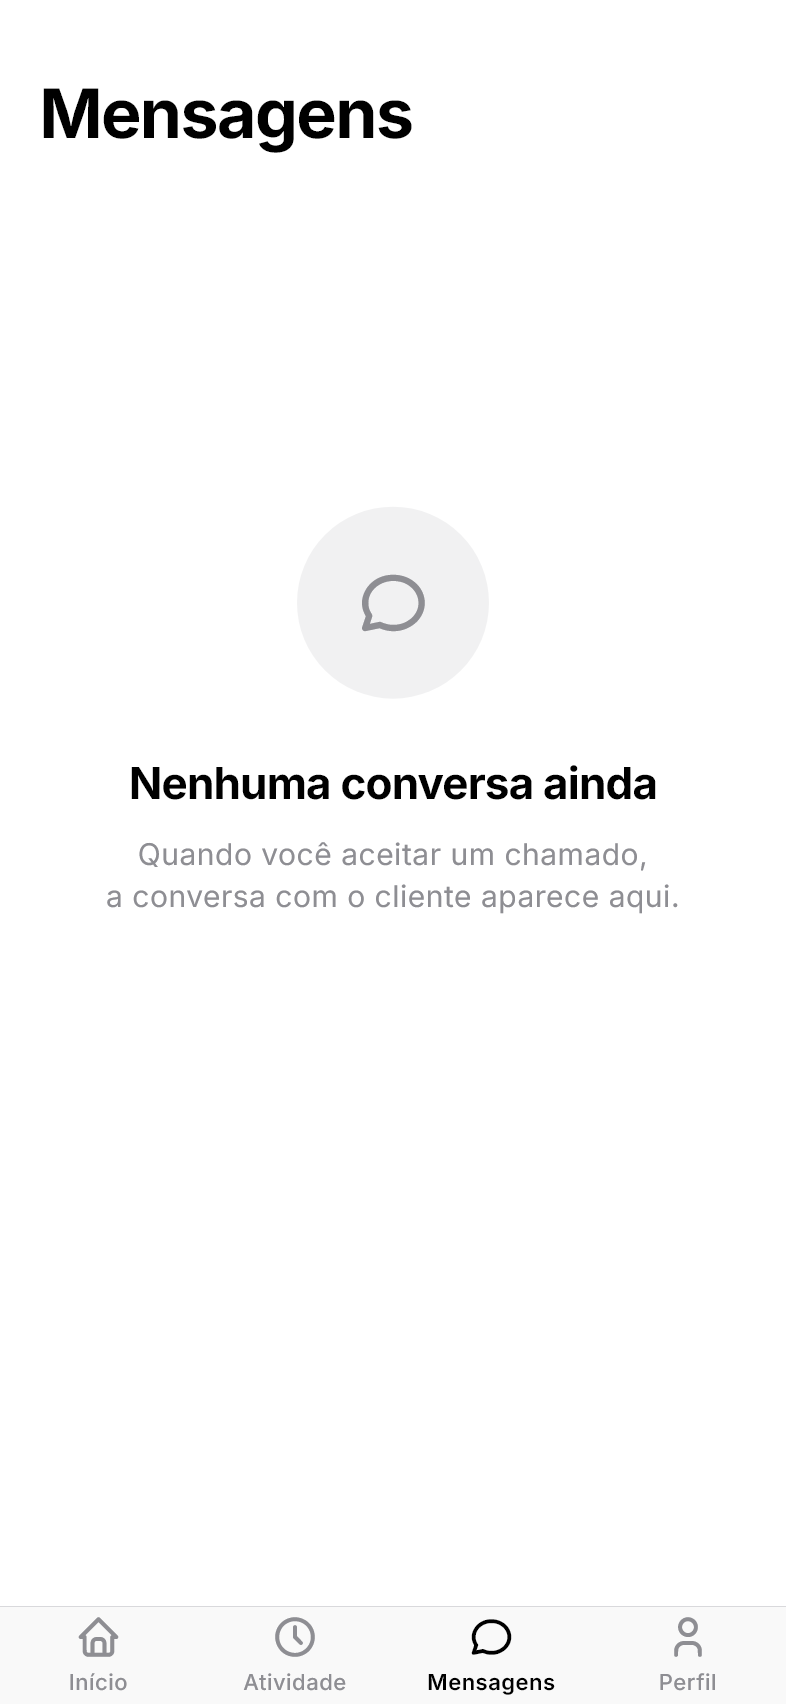 Mensagens
Nenhuma conversa ainda
Quando você aceitar um chamado,
a conversa com o cliente aparece aqui.
Início
Atividade
Mensagens
Perfil